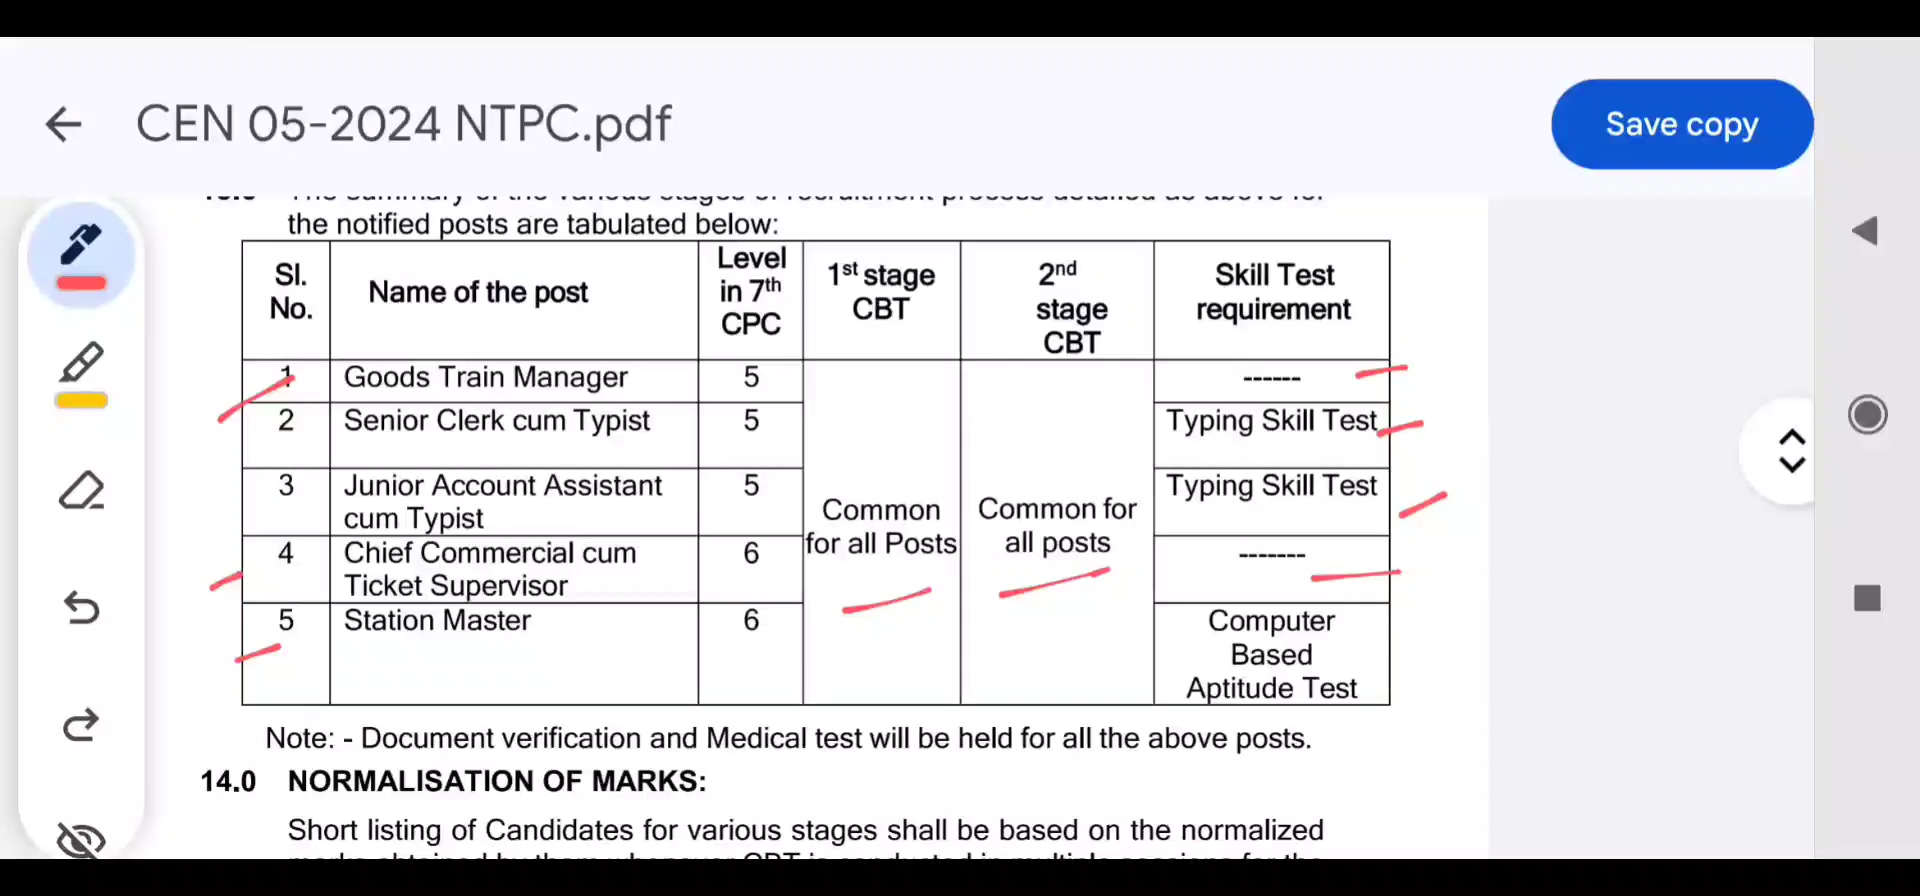 CEN 05-2024 NTPC.pdf
Save copy
the notified posts are tabulated below:
Sl. No.
Name of the post
Level in 7th CPC
1st stage CBT
2nd stage CBT
Skill Test requirement
1 Goods Train Manager 5 ------
2 Senior Clerk cum Typist 5 Typing Skill Test
3 Junior Account Assistant cum Typist 5 Typing Skill Test
Common for all Posts
Common for all posts
4 Chief Commercial cum Ticket Supervisor 6 -------
5 Station Master 6 Computer Based Aptitude Test
Note: - Document verification and Medical test will be held for all the above posts.
14.0 NORMALISATION OF MARKS:
Short listing of Candidates for various stages shall be based on the normalized